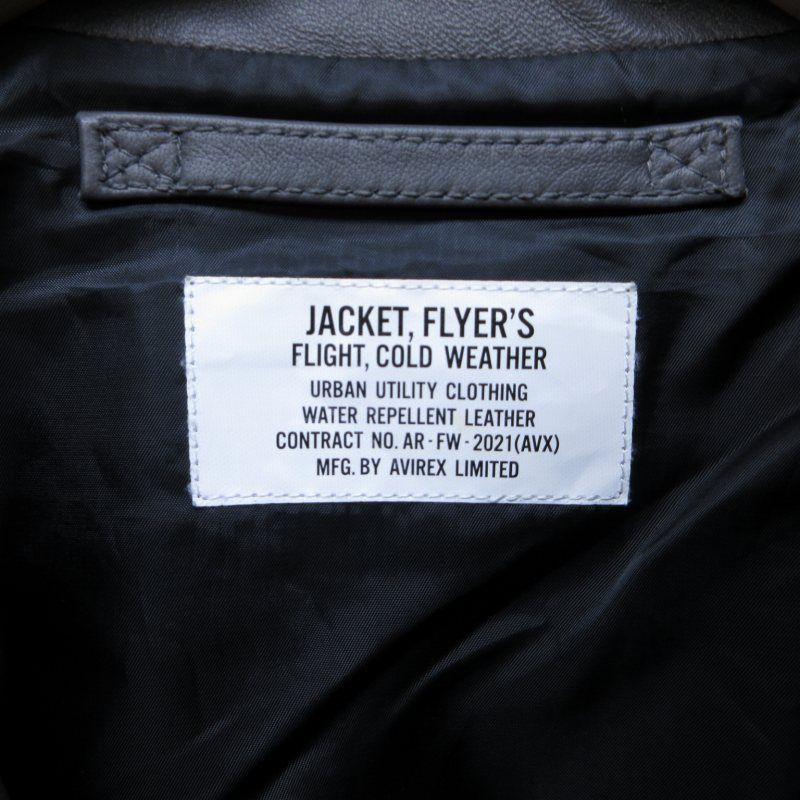 JACKET, FLYER'S
FLIGHT, COLD WEATHER
URBAN UTILITY CLOTHING
WATER REPELLENT LEATHER
CONTRACT NO. AR-FW-2021(AVX)
MFG. BY AVIREX LIMITED